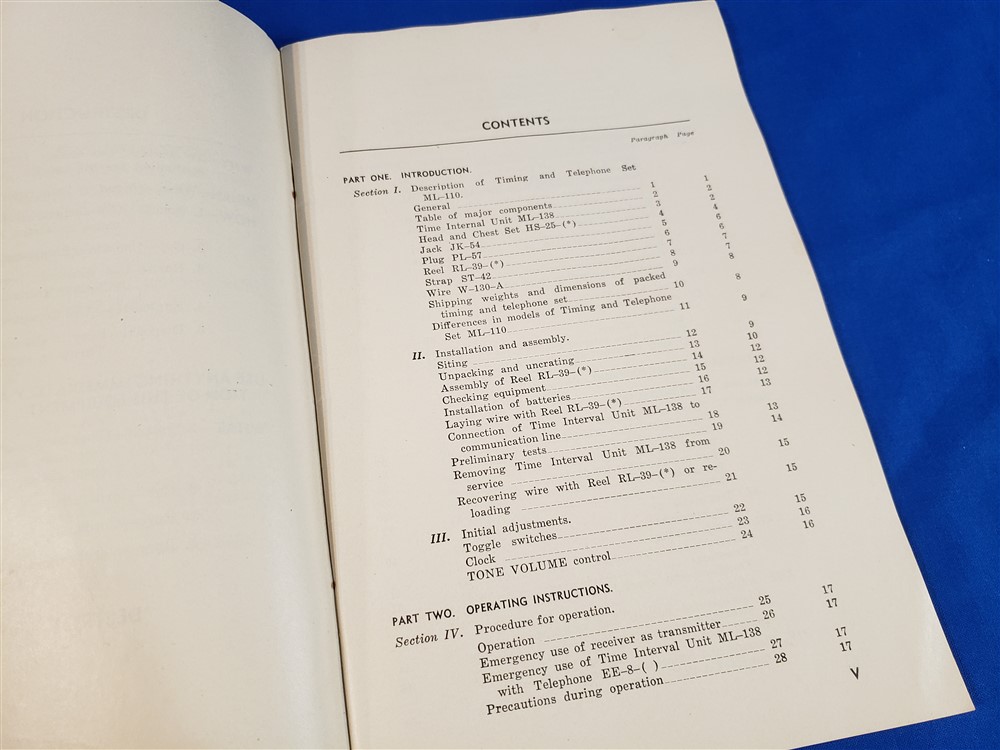 CONTENTS
Paragraph Page
PART ONE. INTRODUCTION.
Section I. Description of Timing and Telephone Set
ML-110.
General 1 1
Table of major components 2 2
Time Internal Unit ML-138 3 2
Head and Chest Set HS-25-(*) 4 4
Jack JK-54 5 6
Plug PL-57 6 6
Reel RL-39-(*) 7 7
Strap ST-42 8 7
Wire W-130-A 9 8
Shipping weights and dimensions of packed
timing and telephone set 10 8
Differences in models of Timing and Telephone
Set ML-110 11 9
II. Installation and assembly.
Siting 12 9
Unpacking and uncrating 13 10
Assembly of Reel RL-39-(*) 14 12
Checking equipment 15 12
Installation of batteries 16 12
Laying wire with Reel RL-39-(*) 17 13
Connection of Time Interval Unit ML-138 to
communication line 18 13
Preliminary tests 19 14
Removing Time Interval Unit ML-138 from
service 20 15
Recovering wire with Reel RL-39-(*) or re-
loading 21 15
III. Initial adjustments.
Toggle switches 22 15
Clock 23 16
TONE VOLUME control 24 16
PART TWO. OPERATING INSTRUCTIONS.
Section IV. Procedure for operation.
Operation 25 17
Emergency use of receiver as transmitter 26 17
Emergency use of Time Interval Unit ML-138
with Telephone EE-8-( ) 27 17
Precautions during operation 28 17
V